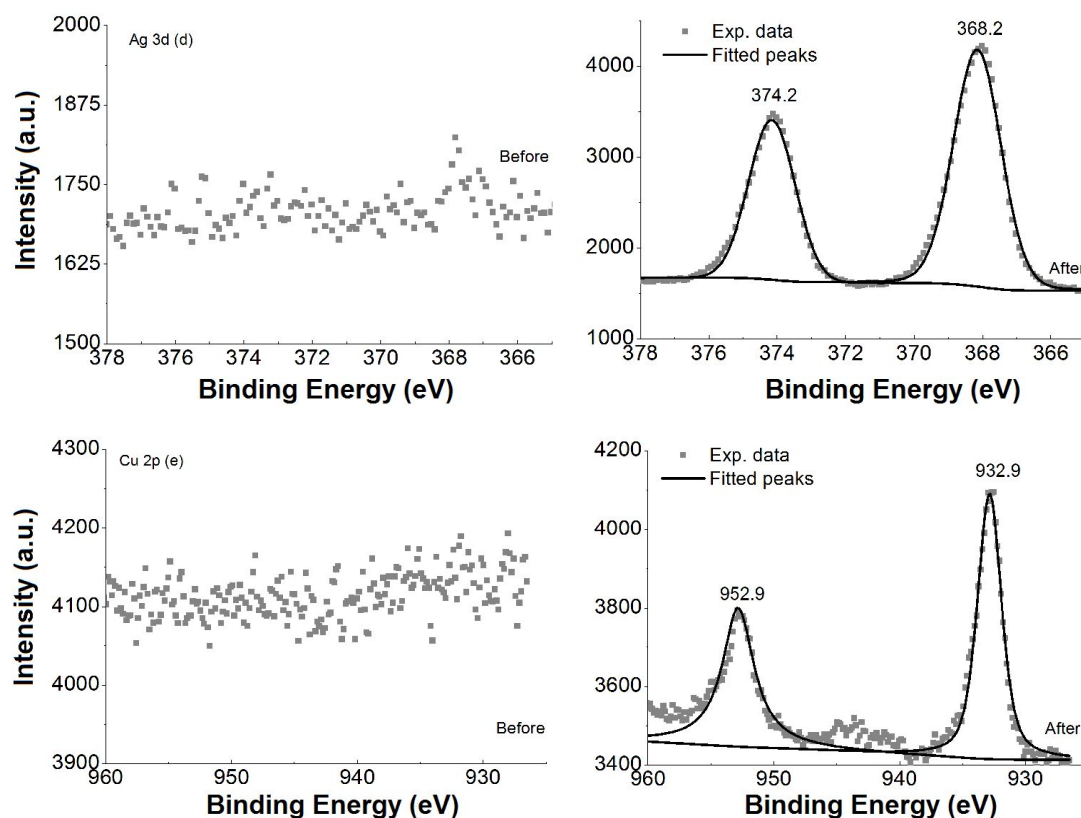 2000
Ag 3d (d)
1875
Before
1750
1625
1500
378 376 374 372 370 368 366
Intensity (a.u.)
Binding Energy (eV)
Exp. data
Fitted peaks
368.2
374.2
4000
3000
2000
1000
After
378 376 374 372 370 368 366
Binding Energy (eV)
4300
Cu 2p (e)
4200
4100
4000
3900
Before
960 950 940 930
Intensity (a.u.)
Binding Energy (eV)
4200
Exp. data
Fitted peaks
932.9
4000
952.9
3800
3600
3400
After
960 950 940 930
Binding Energy (eV)